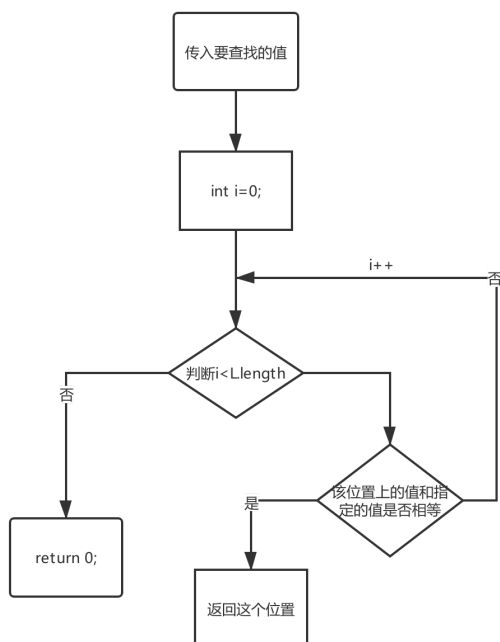 传入要查找的值
int i=0;
i++
否
判断i<L.length
否
该位置上的值和指
定的值是否相等
是
return 0;
返回这个位置